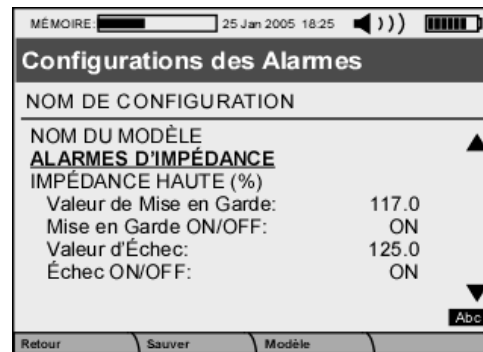 MÉMOIRE: 25 Jan 2005 18:25
Configurations des Alarmes
NOM DE CONFIGURATION
NOM DU MODÈLE
ALARMES D'IMPÉDANCE
IMPÉDANCE HAUTE (%)
Valeur de Mise en Garde: 117.0
Mise en Garde ON/OFF: ON
Valeur d'Échec: 125.0
Échec ON/OFF: ON
Abc
Retour Sauver Modèle